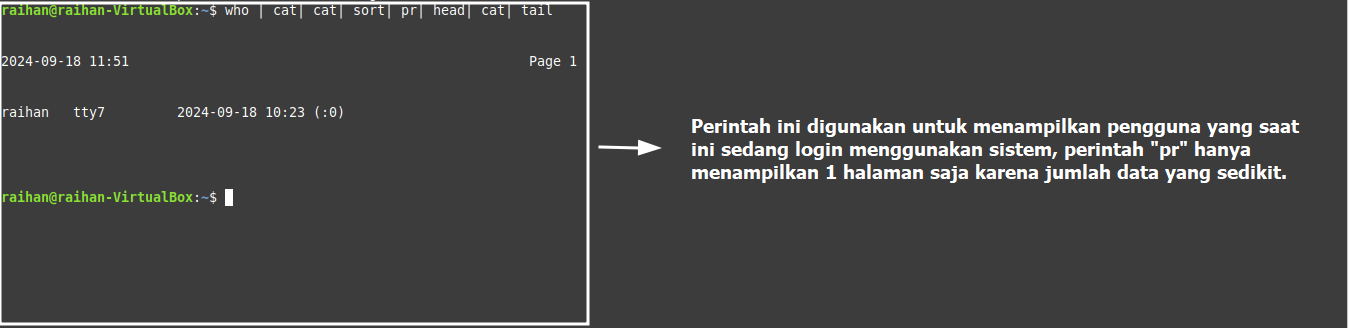 raihan@raihan-VirtualBox:~$ who | cat| cat| sort| pr| head| cat| tail
2024-09-18 11:51 Page 1
raihan tty7 2024-09-18 10:23 (:0)
raihan@raihan-VirtualBox:~$
Perintah ini digunakan untuk menampilkan pengguna yang saat
ini sedang login menggunakan sistem, perintah "pr" hanya
menampilkan 1 halaman saja karena jumlah data yang sedikit.